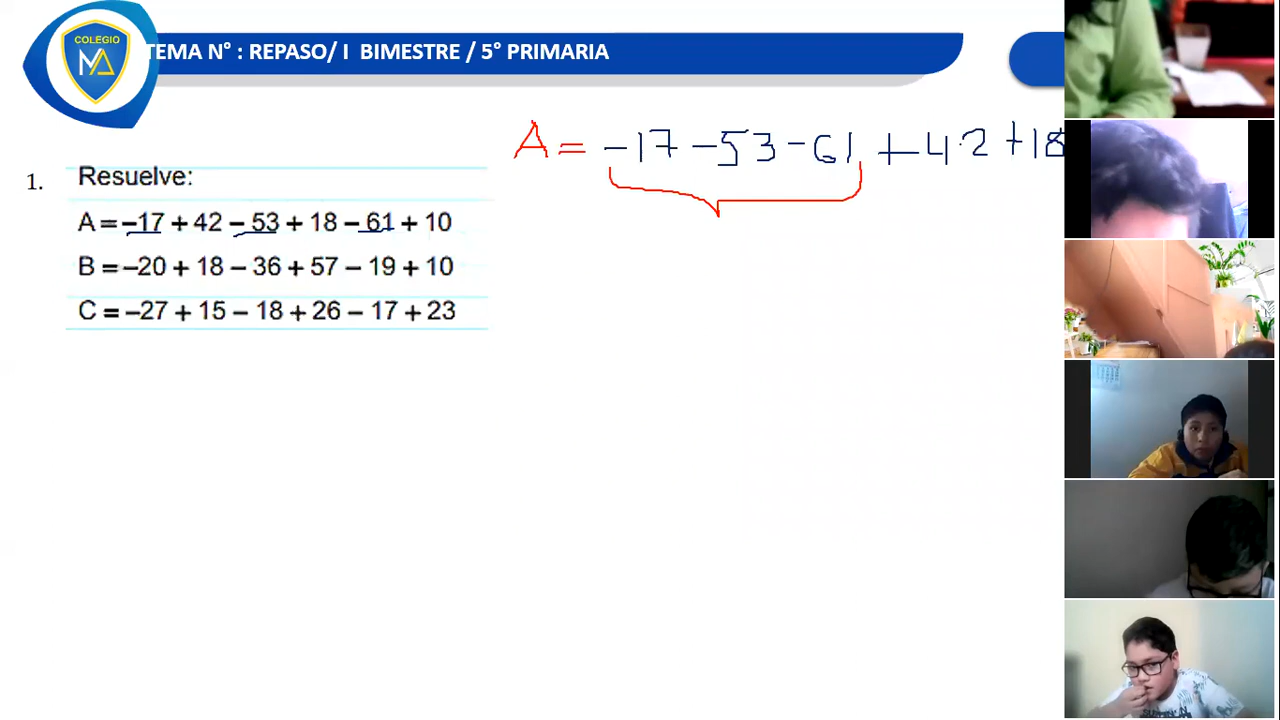 COLEGIO
MA
TEMA N° : REPASO/ I BIMESTRE / 5° PRIMARIA
A = -17 -53 -61 +42 +18
1. Resuelve:
A = –17 + 42 – 53 + 18 – 61 + 10
B = –20 + 18 – 36 + 57 – 19 + 10
C = –27 + 15 – 18 + 26 – 17 + 23